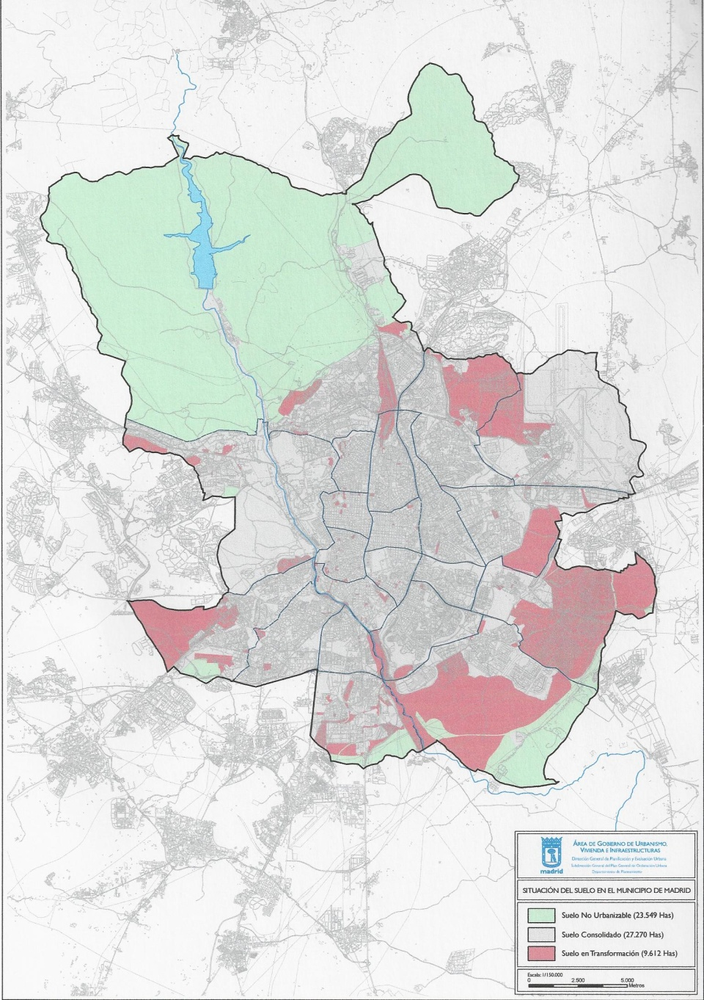 ÁREA DE GOBIERNO DE URBANISMO,
VIVIENDA E INFRAESTRUCTURAS
Dirección General de Planificación y Evaluación Urbana
Subdirección General del Plan General de Ordenación Urbana
Departamento de Planeamiento
madrid
SITUACIÓN DEL SUELO EN EL MUNICIPIO DE MADRID
Suelo No Urbanizable (23.549 Has)
Suelo Consolidado (27.270 Has)
Suelo en Transformación (9.612 Has)
Escala: 1/150.000
0 2.500 5.000
Metros